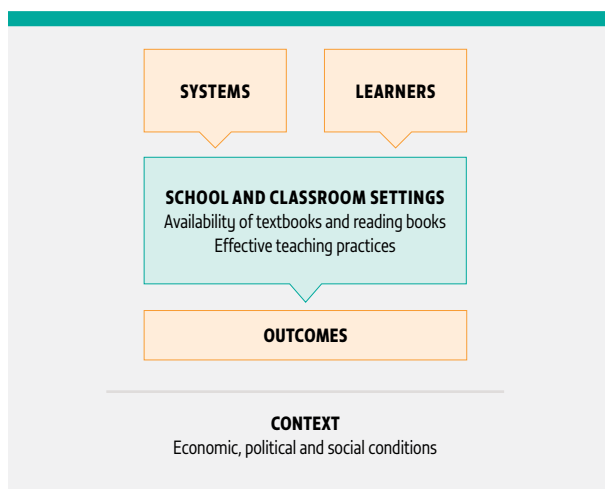 SYSTEMS
LEARNERS
SCHOOL AND CLASSROOM SETTINGS
Availability of textbooks and reading books
Effective teaching practices
OUTCOMES
CONTEXT
Economic, political and social conditions